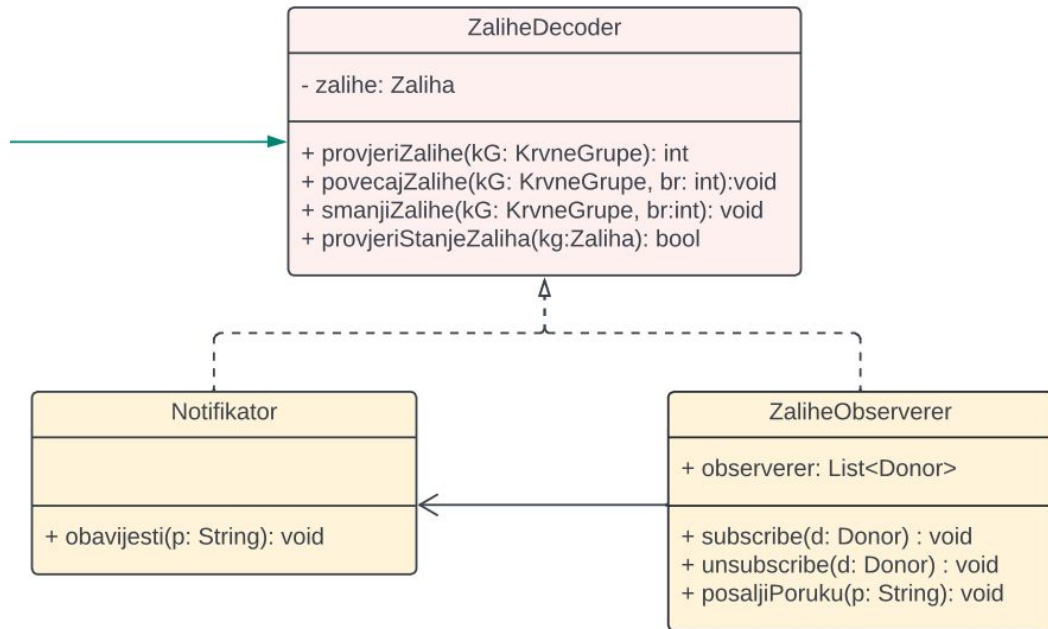 ZaliheDecoder
- zalihe: Zaliha
+ provjeriZalihe(kG: KrvneGrupe): int
+ povecajZalihe(kG: KrvneGrupe, br: int):void
+ smanjiZalihe(kG: KrvneGrupe, br:int): void
+ provjeriStanjeZaliha(kg:Zaliha): bool
Notifikator
+ obavijesti(p: String): void
ZaliheObserverer
+ observerer: List<Donor>
+ subscribe(d: Donor) : void
+ unsubscribe(d: Donor) : void
+ posaljiPoruku(p: String): void